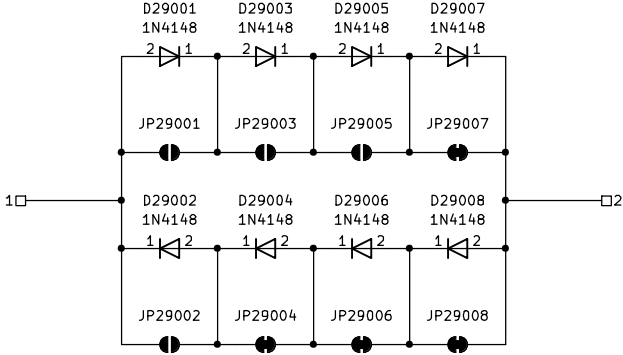 D29001 D29003 D29005 D29007
1N4148 1N4148 1N4148 1N4148
2 1 2 1 2 1 2 1
JP29001 JP29003 JP29005 JP29007
1 2
D29002 D29004 D29006 D29008
1N4148 1N4148 1N4148 1N4148
1 2 1 2 1 2 1 2
JP29002 JP29004 JP29006 JP29008